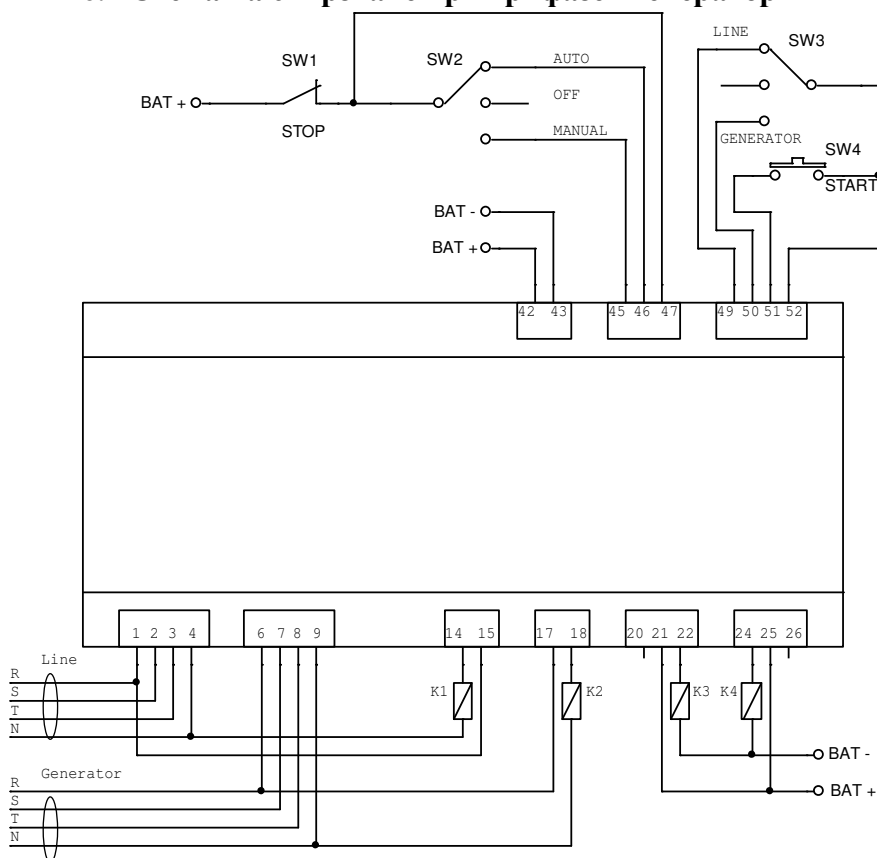 LINE
SW3
SW1
SW2
AUTO
BAT +
OFF
STOP
MANUAL
GENERATOR
SW4
START
BAT -
BAT +
42 43 45 46 47 49 50 51 52
1 2 3 4 6 7 8 9 14 15 17 18 20 21 22 24 25 26
Line
R
S
T
N
K1
K2
K3
K4
BAT -
Generator
R
BAT +
S
T
N